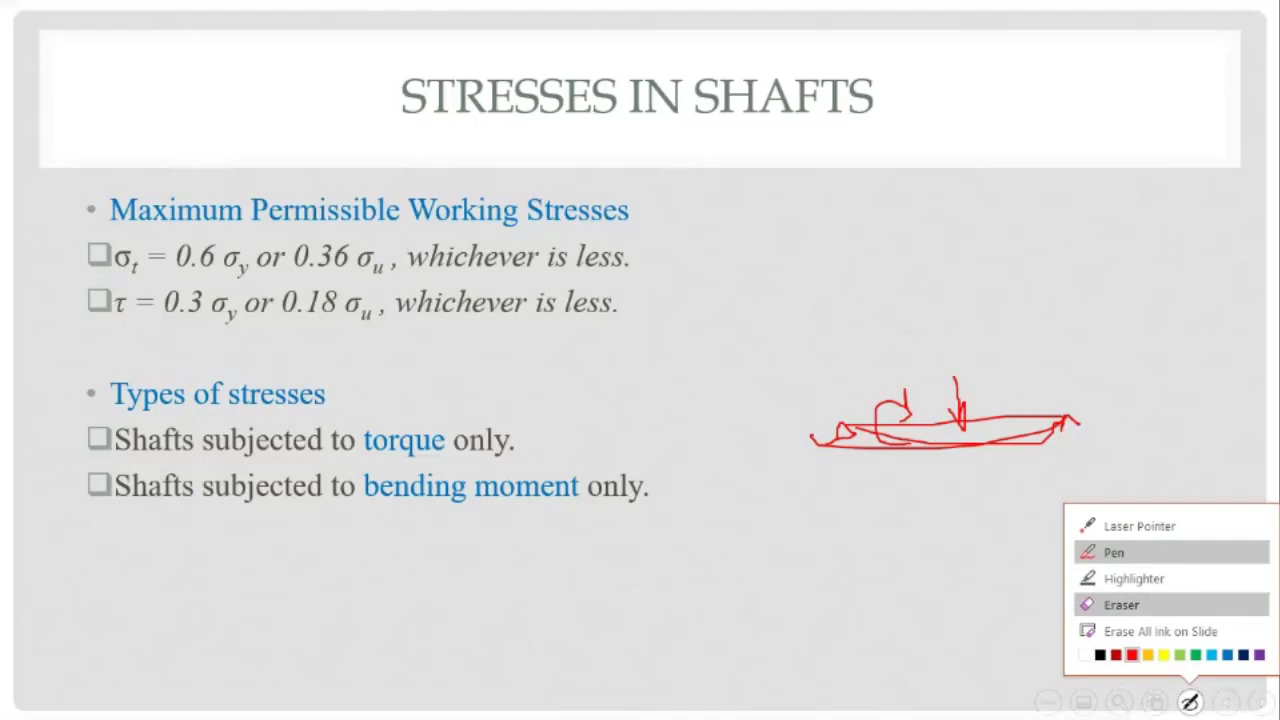 STRESSES IN SHAFTS
• Maximum Permissible Working Stresses
❑σt = 0.6 σy or 0.36 σu , whichever is less.
❑τ = 0.3 σy or 0.18 σu , whichever is less.
• Types of stresses
❑Shafts subjected to torque only.
❑Shafts subjected to bending moment only.
Laser Pointer
Pen
Highlighter
Eraser
Erase All Ink on Slide